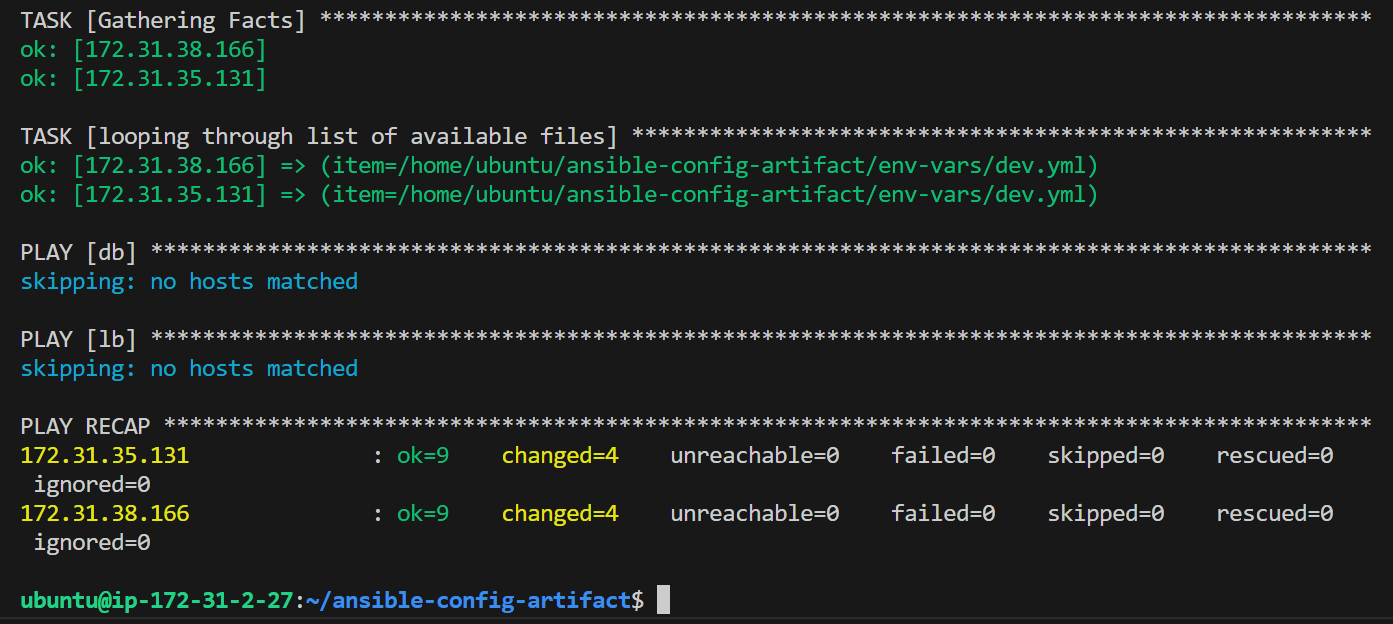 TASK [Gathering Facts] *********************************************************************************
ok: [172.31.38.166]
ok: [172.31.35.131]
TASK [looping through list of available files] *********************************************************
ok: [172.31.38.166] => (item=/home/ubuntu/ansible-config-artifact/env-vars/dev.yml)
ok: [172.31.35.131] => (item=/home/ubuntu/ansible-config-artifact/env-vars/dev.yml)
PLAY [db] **********************************************************************************************
skipping: no hosts matched
PLAY [lb] **********************************************************************************************
skipping: no hosts matched
PLAY RECAP *********************************************************************************************
172.31.35.131              : ok=9    changed=4    unreachable=0    failed=0    skipped=0    rescued=0
 ignored=0
172.31.38.166              : ok=9    changed=4    unreachable=0    failed=0    skipped=0    rescued=0
 ignored=0
ubuntu@ip-172-31-2-27:~/ansible-config-artifact$